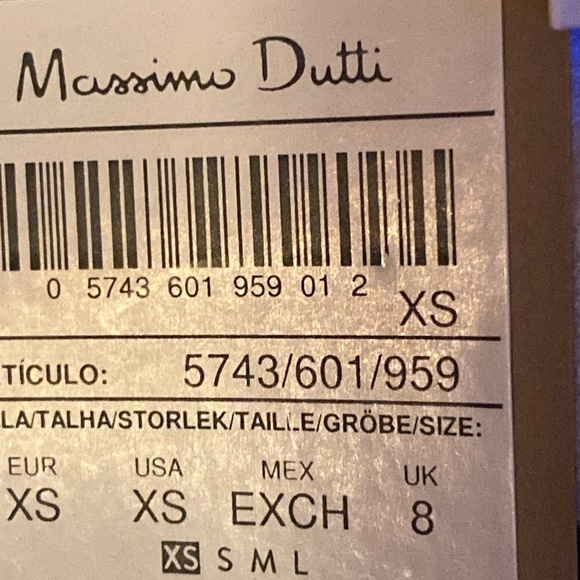 Massimo Dutti
0 5743 601 959 01 2
XS
TÍCULO: 5743/601/959
LA/TALHA/STORLEK/TAILLE/GRÖBE/SIZE:
EUR USA MEX UK
XS XS EXCH 8
XS S M L